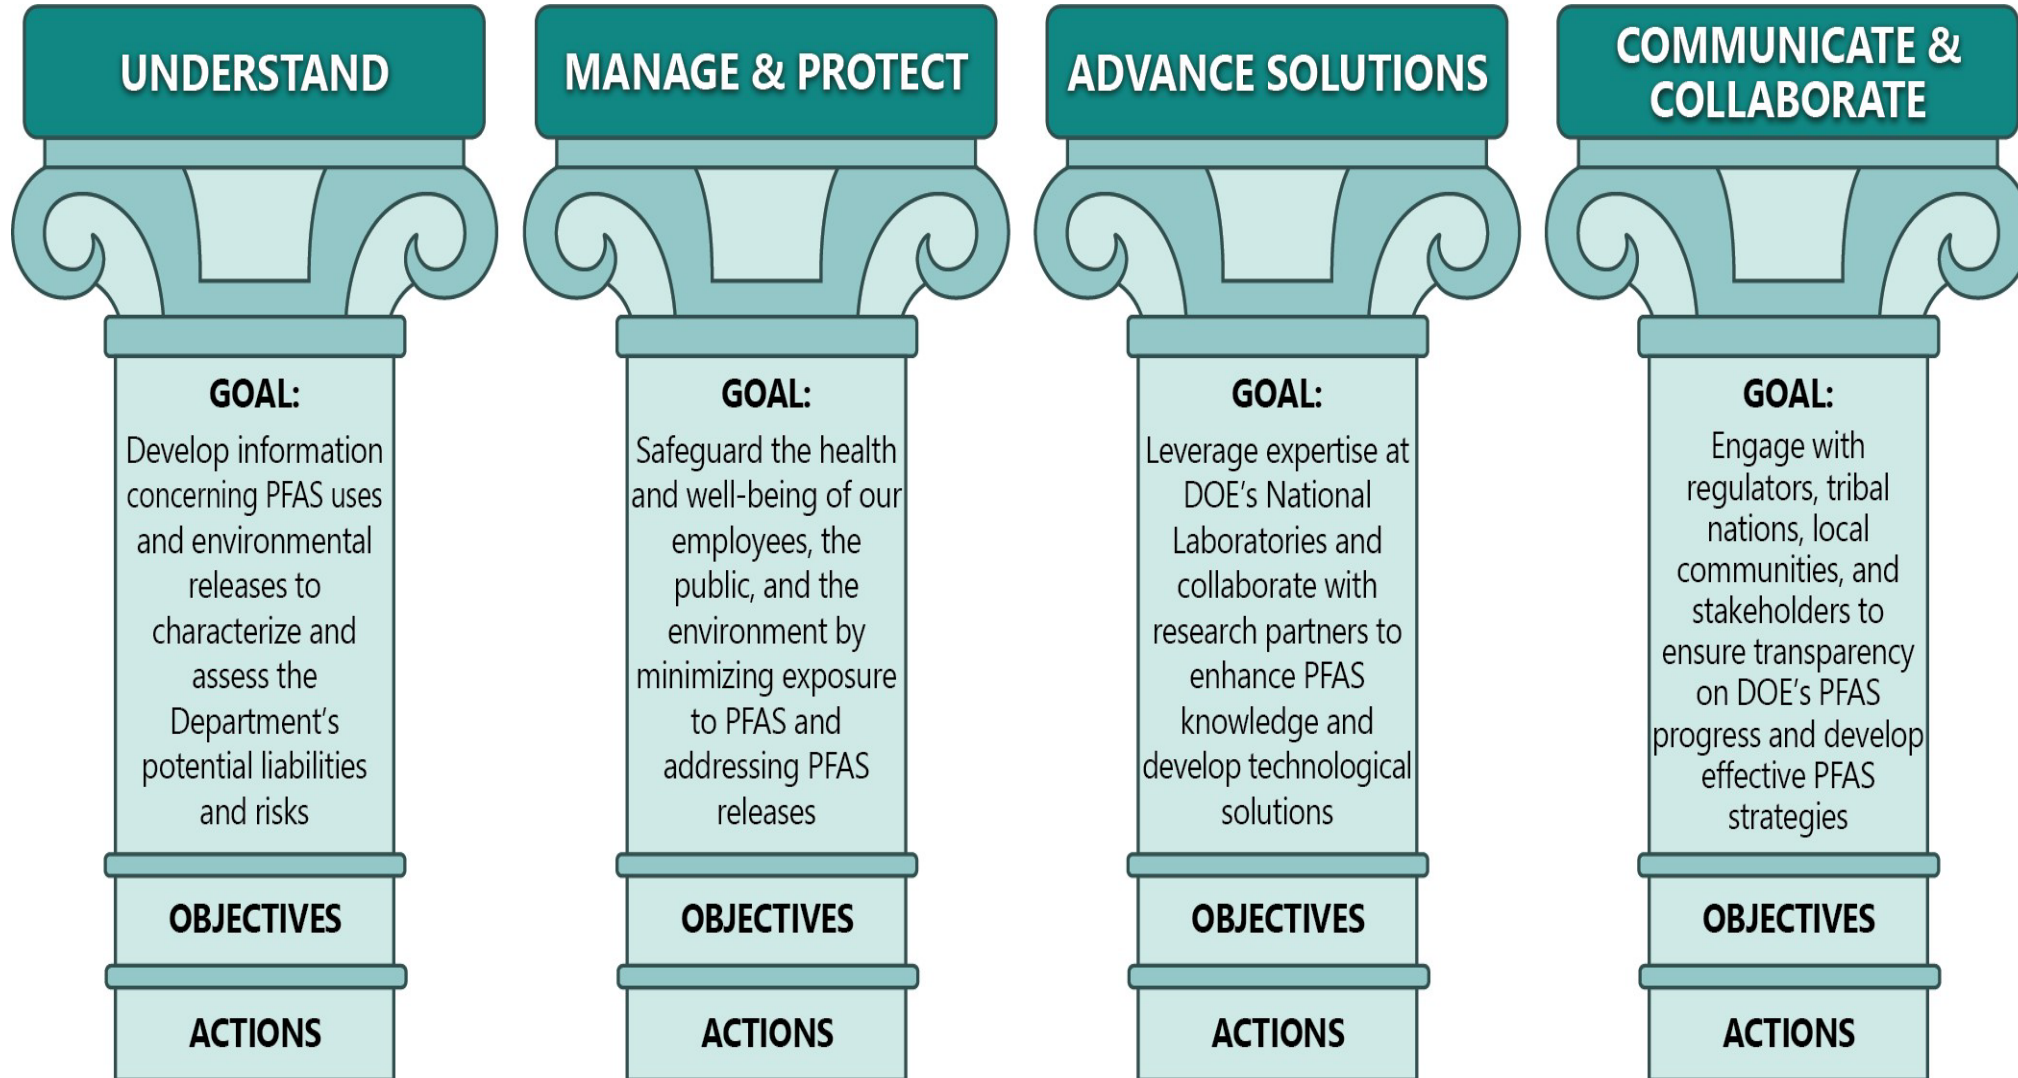 UNDERSTAND
GOAL:
Develop information
concerning PFAS uses
and environmental
releases to
characterize and
assess the
Department's
potential liabilities
and risks
OBJECTIVES
ACTIONS
MANAGE & PROTECT
GOAL:
Safeguard the health
and well-being of our
employees, the
public, and the
environment by
minimizing exposure
to PFAS and
addressing PFAS
releases
OBJECTIVES
ACTIONS
ADVANCE SOLUTIONS
GOAL:
Leverage expertise at
DOE's National
Laboratories and
collaborate with
research partners to
enhance PFAS
knowledge and
develop technological
solutions
OBJECTIVES
ACTIONS
COMMUNICATE &
COLLABORATE
GOAL:
Engage with
regulators, tribal
nations, local
communities, and
stakeholders to
ensure transparency
on DOE's PFAS
progress and develop
effective PFAS
strategies
OBJECTIVES
ACTIONS